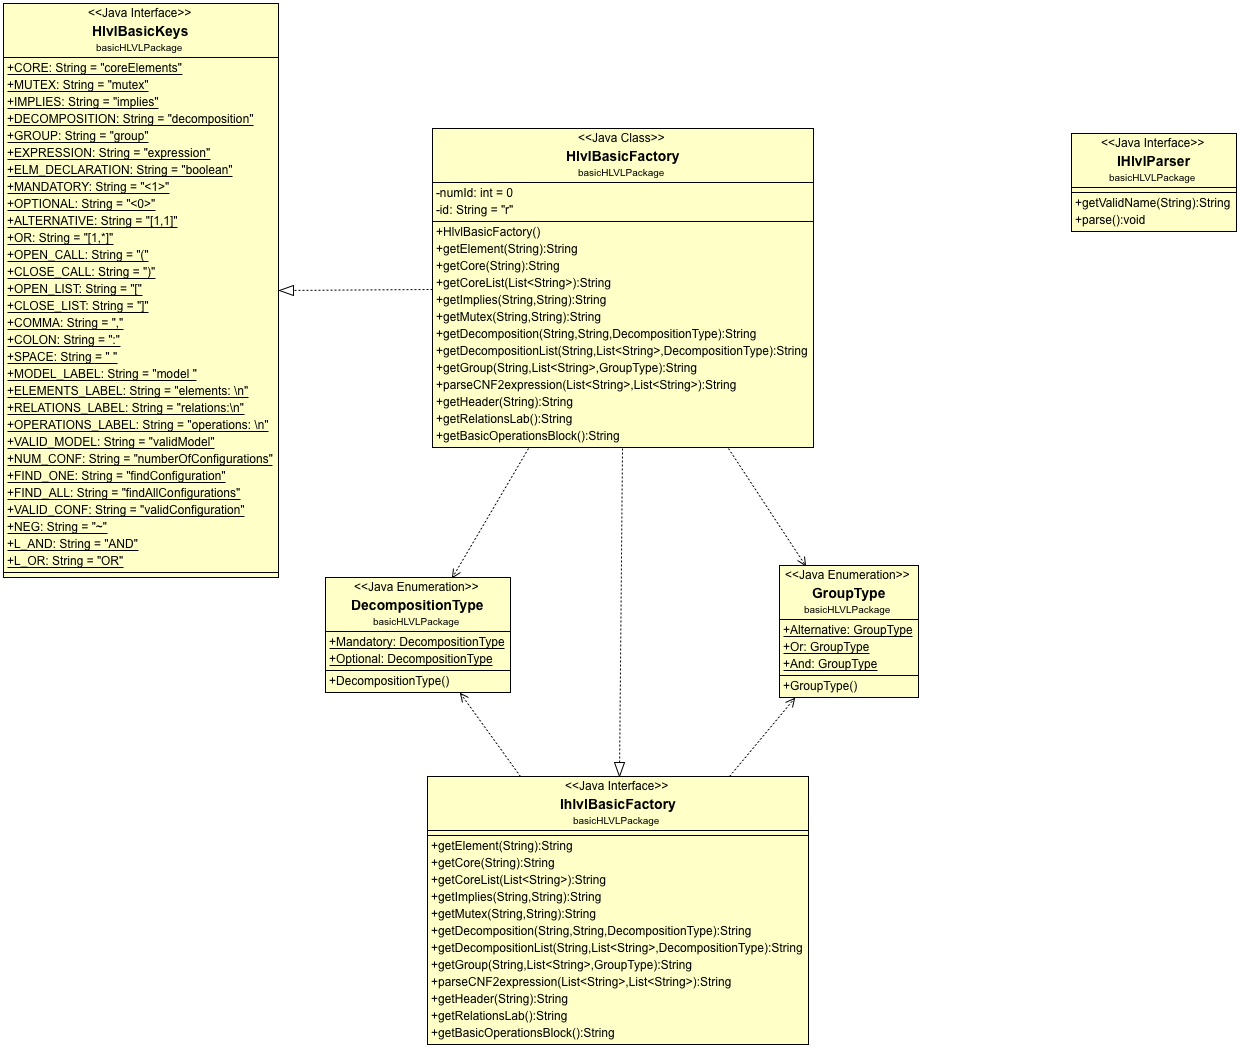 <<Java Interface>>
HlvlBasicKeys
basicHLVLPackage
+CORE: String = "coreElements"
+MUTEX: String = "mutex"
+IMPLIES: String = "implies"
+DECOMPOSITION: String = "decomposition"
+GROUP: String = "group"
+EXPRESSION: String = "expression"
+ELM_DECLARATION: String = "boolean"
+MANDATORY: String = "<1>"
+OPTIONAL: String = "<0>"
+ALTERNATIVE: String = "[1,1]"
+OR: String = "[1,*]"
+OPEN_CALL: String = "("
+CLOSE_CALL: String = ")"
+OPEN_LIST: String = "["
+CLOSE_LIST: String = "]"
+COMMA: String = ","
+COLON: String = ":"
+SPACE: String = " "
+MODEL_LABEL: String = "model "
+ELEMENTS_LABEL: String = "elements: \n"
+RELATIONS_LABEL: String = "relations:\n"
+OPERATIONS_LABEL: String = "operations: \n"
+VALID_MODEL: String = "validModel"
+NUM_CONF: String = "numberOfConfigurations"
+FIND_ONE: String = "findConfiguration"
+FIND_ALL: String = "findAllConfigurations"
+VALID_CONF: String = "validConfiguration"
+NEG: String = "~"
+L_AND: String = "AND"
+L_OR: String = "OR"
<<Java Class>>
HlvlBasicFactory
basicHLVLPackage
-numId: int = 0
-id: String = "r"
+HlvlBasicFactory()
+getElement(String):String
+getCore(String):String
+getCoreList(List<String>):String
+getImplies(String,String):String
+getMutex(String,String):String
+getDecomposition(String,String,DecompositionType):String
+getDecompositionList(String,List<String>,DecompositionType):String
+getGroup(String,List<String>,GroupType):String
+parseCNF2expression(List<String>,List<String>):String
+getHeader(String):String
+getRelationsLab():String
+getBasicOperationsBlock():String
<<Java Interface>>
IHlvlParser
basicHLVLPackage
+getValidName(String):String
+parse():void
<<Java Enumeration>>
DecompositionType
basicHLVLPackage
+Mandatory: DecompositionType
+Optional: DecompositionType
+DecompositionType()
<<Java Enumeration>>
GroupType
basicHLVLPackage
+Alternative: GroupType
+Or: GroupType
+And: GroupType
+GroupType()
<<Java Interface>>
IhlvlBasicFactory
basicHLVLPackage
+getElement(String):String
+getCore(String):String
+getCoreList(List<String>):String
+getImplies(String,String):String
+getMutex(String,String):String
+getDecomposition(String,String,DecompositionType):String
+getDecompositionList(String,List<String>,DecompositionType):String
+getGroup(String,List<String>,GroupType):String
+parseCNF2expression(List<String>,List<String>):String
+getHeader(String):String
+getRelationsLab():String
+getBasicOperationsBlock():String